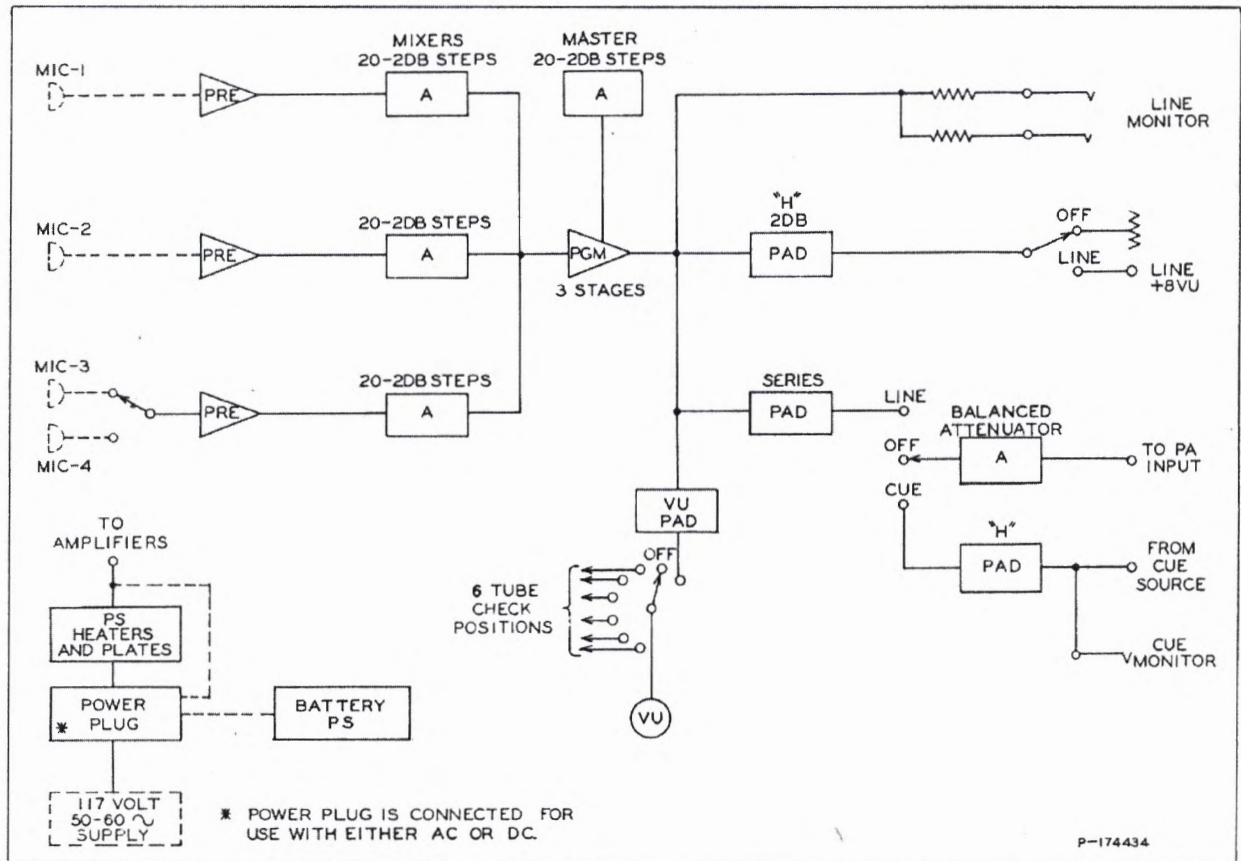 MIC-1
PRE
MIXERS
20-2DB STEPS
A
MASTER
20-2DB STEPS
A
LINE
MONITOR
MIC-2
PRE
20-2DB STEPS
A
PGM
3 STAGES
"H"
2DB
PAD
OFF
LINE
LINE
+8VU
MIC-3
MIC-4
PRE
20-2DB STEPS
A
SERIES
PAD
LINE
OFF
CUE
BALANCED
ATTENUATOR
A
TO PA
INPUT
"H"
PAD
FROM
CUE
SOURCE
CUE
MONITOR
VU
PAD
OFF
6 TUBE
CHECK
POSITIONS
VU
TO
AMPLIFIERS
PS
HEATERS
AND PLATES
POWER
PLUG
*
BATTERY
PS
117 VOLT
50-60 ∿
SUPPLY
* POWER PLUG IS CONNECTED FOR
USE WITH EITHER AC OR DC.
P-174434